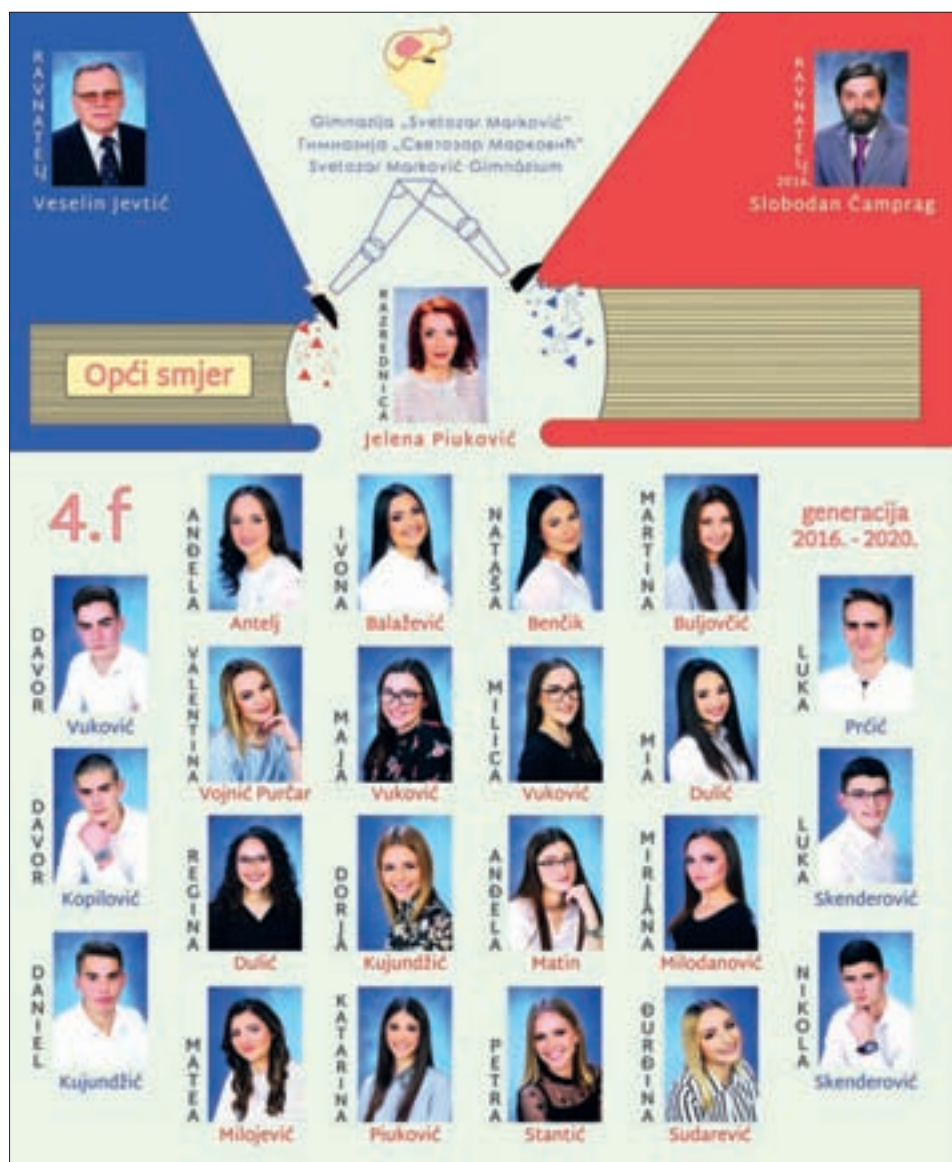 RAVNATELJ
Veselin Jevtić
Gimnazija „Svetozar Marković”
Гимназија „Светозар Марковић”
Svetozar Marković Gimnázium
RAVNATELJ
2016.
Slobodan Čamprag
Opći smjer
RAZREDNICA
Jelena Piuković
4.f
generacija
2016. - 2020.
ANĐELA
Antelj
IVONA
Balažević
NATAŠA
Benčik
MARTINA
Buljovčić
DAVOR
Vuković
VALENTINA
Vojnić Purčar
MAJA
Vuković
MILICA
Vuković
MIA
Dulić
LUKA
Prčić
DAVOR
Kopilović
REGINA
Dulić
DORIJA
Kujundžić
ANĐELA
Matin
MIRJANA
Milodanović
LUKA
Skenderović
DANIEL
Kujundžić
MATEA
Milojević
KATARINA
Piuković
PETRA
Stantić
ĐURĐINA
Sudarević
NIKOLA
Skenderović